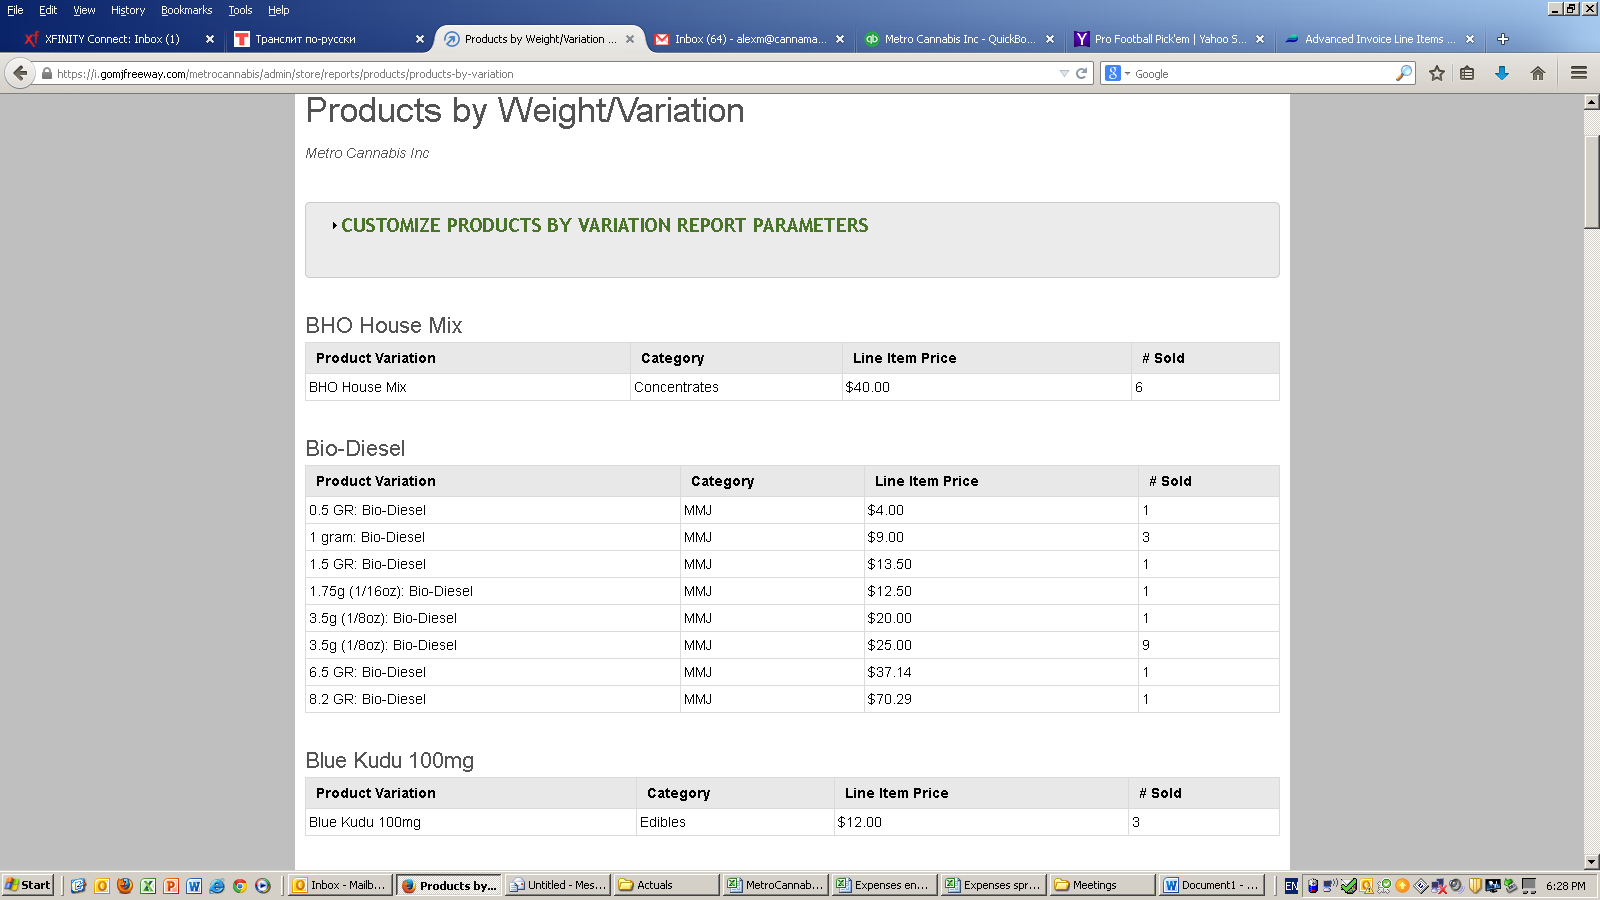 File Edit View History Bookmarks Tools Help
XFINITY Connect: Inbox (1) Транслит по-русски Products by Weight/Variation ... Inbox (64) - alexm@cannama... Metro Cannabis Inc - QuickBo... Pro Football Pick'em | Yahoo S... Advanced Invoice Line Items ...
https://i.gomjfreeway.com/metrocannabis/admin/store/reports/products/products-by-variation Google
Products by Weight/Variation
Metro Cannabis Inc
CUSTOMIZE PRODUCTS BY VARIATION REPORT PARAMETERS
BHO House Mix
Product Variation Category Line Item Price # Sold
BHO House Mix Concentrates $40.00 6
Bio-Diesel
Product Variation Category Line Item Price # Sold
0.5 GR: Bio-Diesel MMJ $4.00 1
1 gram: Bio-Diesel MMJ $9.00 3
1.5 GR: Bio-Diesel MMJ $13.50 1
1.75g (1/16oz): Bio-Diesel MMJ $12.50 1
3.5g (1/8oz): Bio-Diesel MMJ $20.00 1
3.5g (1/8oz): Bio-Diesel MMJ $25.00 9
6.5 GR: Bio-Diesel MMJ $37.14 1
8.2 GR: Bio-Diesel MMJ $70.29 1
Blue Kudu 100mg
Product Variation Category Line Item Price # Sold
Blue Kudu 100mg Edibles $12.00 3
Start Inbox - Mailb... Products by... Untitled - Mes... Actuals MetroCannab... Expenses en... Expenses spr... Meetings Document1 - ... EN 6:28 PM